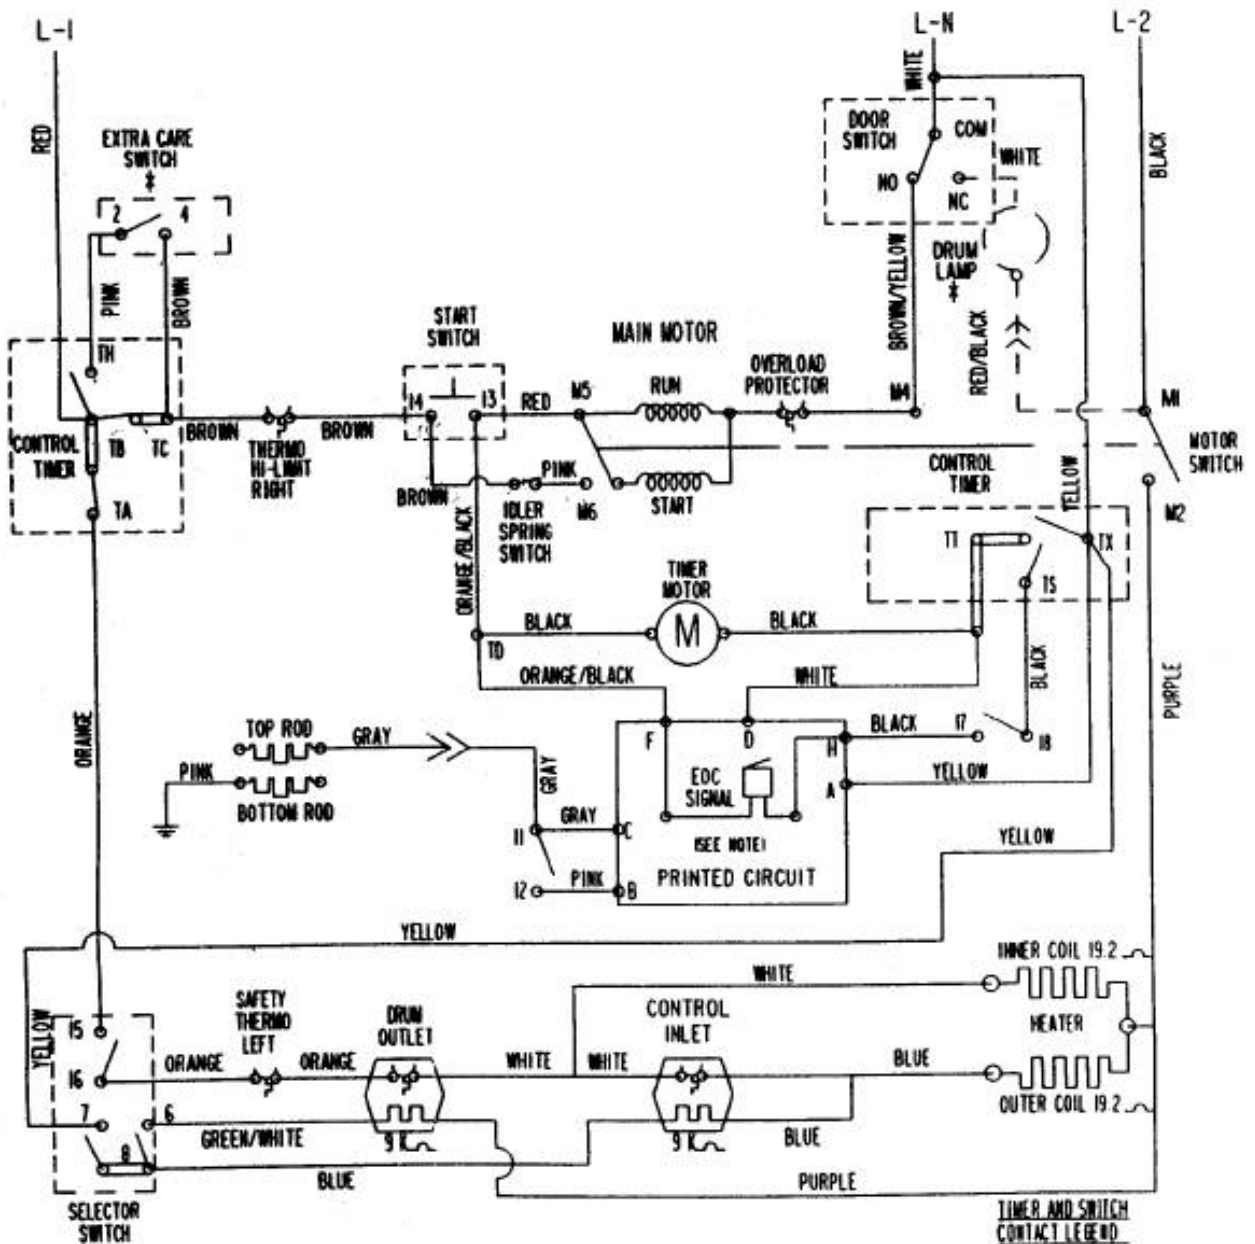 L-1
L-N
L-2
RED
EXTRA CARE
SWITCH
*
2
4
PINK
BROWN
WHITE
DOOR
SWITCH
COM
NO
NC
WHITE
BLACK
BROWN/YELLOW
DRUM
LAMP
*
RED/BLACK
TH
TB
TC
TA
CONTROL
TIMER
BROWN
THERMO
HI-LIGHT
RIGHT
BROWN
START
SWITCH
14
13
RED
BROWN
ORANGE/BLACK
IDLER
SPRING
SWITCH
PINK
M5
M6
MAIN MOTOR
RUN
START
OVERLOAD
PROTECTOR
M4
M1
MOTOR
SWITCH
M2
CONTROL
TIMER
YELLOW
TT
TX
TS
TIMER
MOTOR
BLACK
M
BLACK
TD
ORANGE/BLACK
WHITE
BLACK
PURPLE
ORANGE
TOP ROD
GRAY
PINK
BOTTOM ROD
GRAY
11
GRAY
C
12
PINK
B
F
D
H
A
EOC
SIGNAL
(SEE NOTE)
PRINTED CIRCUIT
BLACK
17
18
YELLOW
YELLOW
YELLOW
YELLOW
15
16
7
6
8
SELECTOR
SWITCH
ORANGE
SAFETY
THERMO
LEFT
ORANGE
DRUM
OUTLET
WHITE
WHITE
WHITE
CONTROL
INLET
INNER COIL 19.2
HEATER
BLUE
OUTER COIL 19.2
GREEN/WHITE
9 K
9 K
BLUE
BLUE
PURPLE
TIMER AND SWITCH
CONTACT LEGEND